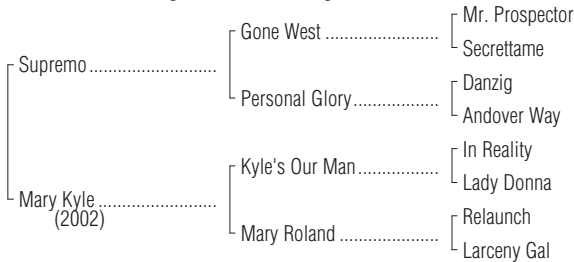 Mr. Prospector
Gone West
Secrettame
Supremo
Danzig
Personal Glory
Andover Way
In Reality
Kyle's Our Man
Lady Donna
Mary Kyle
(2002)
Relaunch
Mary Roland
Larceny Gal